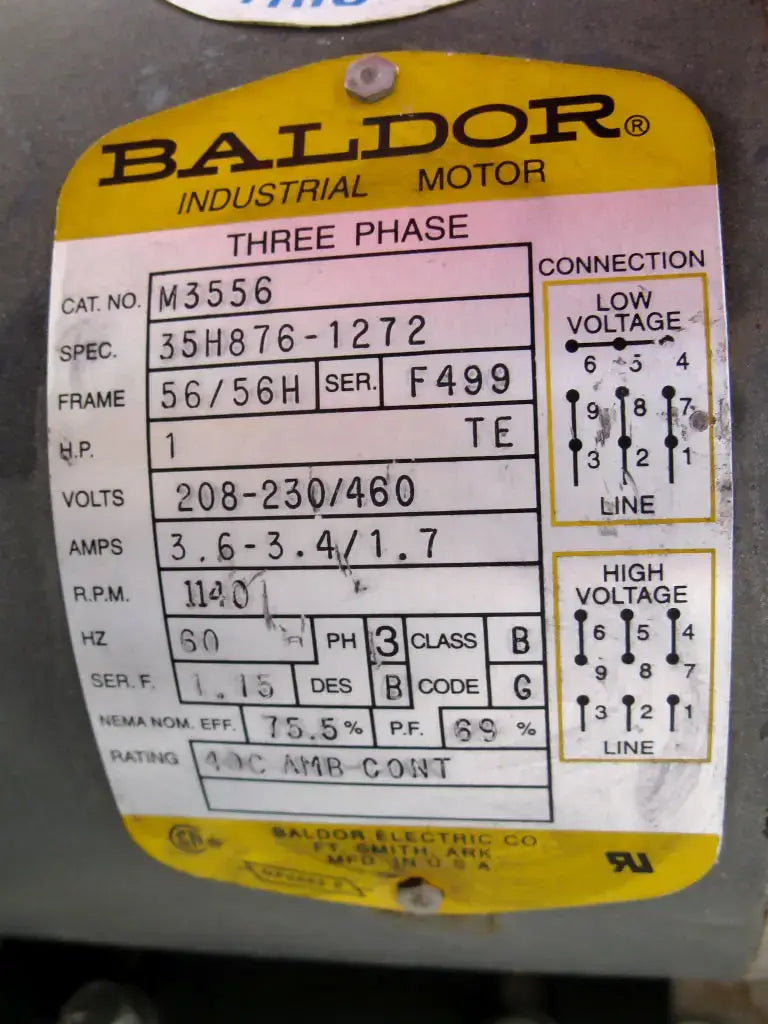 BALDOR®
INDUSTRIAL MOTOR
THREE PHASE
CAT. NO. M3556
SPEC. 35H876-1272
FRAME 56/56H SER. F499
H.P. 1 TE
VOLTS 208-230/460
AMPS 3.6-3.4/1.7
R.P.M. 1140
HZ 60 PH 3 CLASS B
SER. F. 1.15 DES B CODE G
NEMA NOM. EFF. 75.5 % P.F. 69 %
RATING 40C AMB-CONT
CONNECTION
LOW
VOLTAGE
6 5 4
9 8 7
3 2 1
LINE
HIGH
VOLTAGE
6 5 4
9 8 7
3 2 1
LINE
BALDOR ELECTRIC CO
FT. SMITH, ARK
MFD. IN U.S.A.